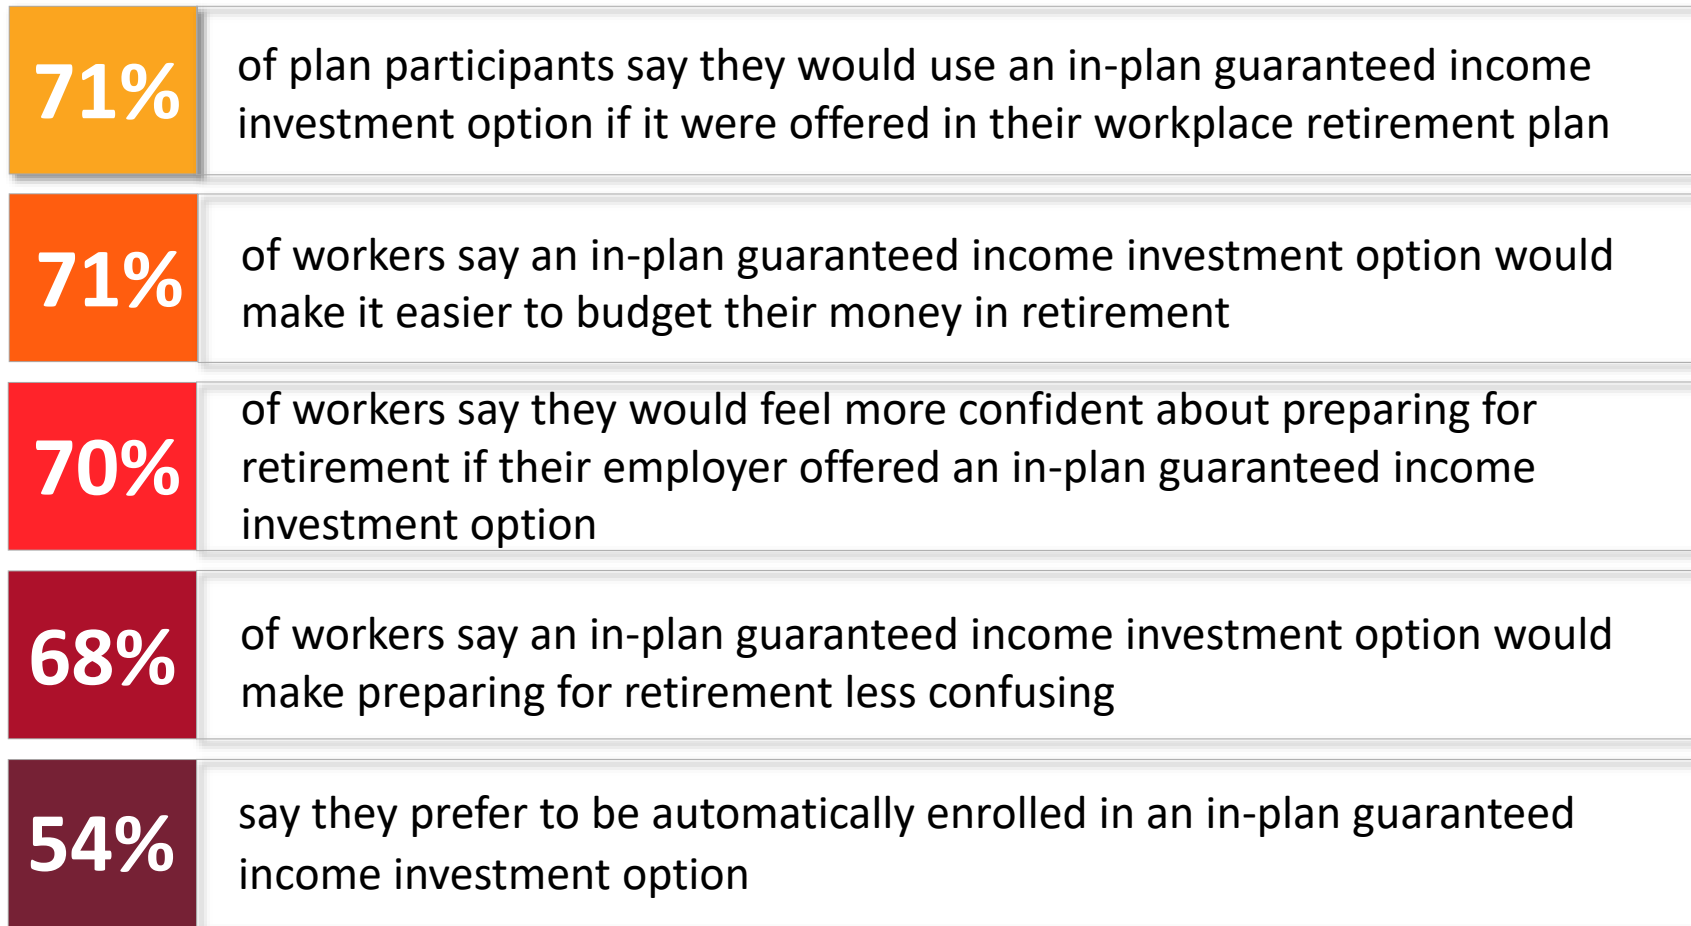 71%
of plan participants say they would use an in-plan guaranteed income
investment option if it were offered in their workplace retirement plan
71%
of workers say an in-plan guaranteed income investment option would
make it easier to budget their money in retirement
70%
of workers say they would feel more confident about preparing for
retirement if their employer offered an in-plan guaranteed income
investment option
68%
of workers say an in-plan guaranteed income investment option would
make preparing for retirement less confusing
54%
say they prefer to be automatically enrolled in an in-plan guaranteed
income investment option